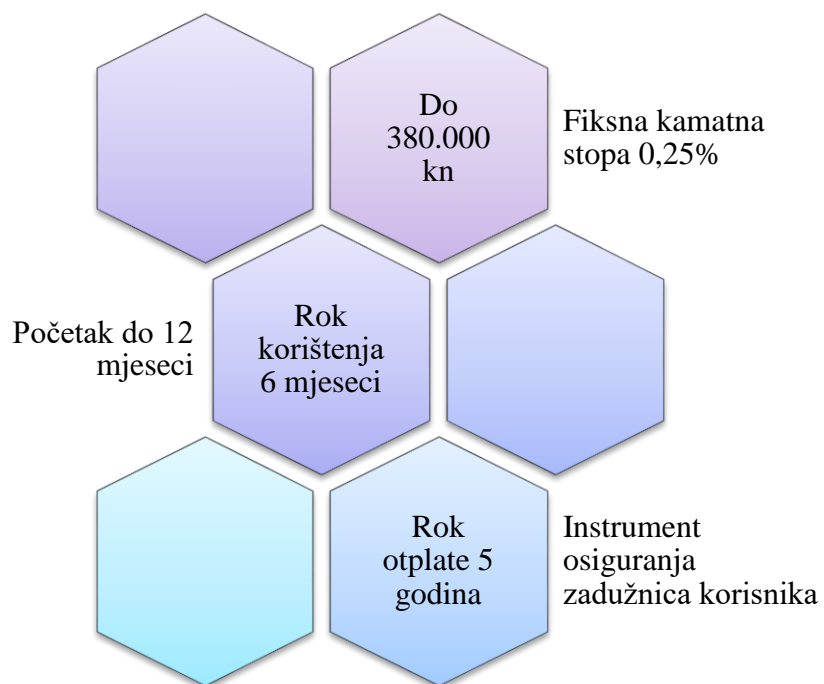 Do
380.000
kn
Fiksna kamatna
stopa 0,25%
Početak do 12
mjeseci
Rok
korištenja
6 mjeseci
Rok
otplate 5
godina
Instrument
osiguranja
zadužnica korisnika